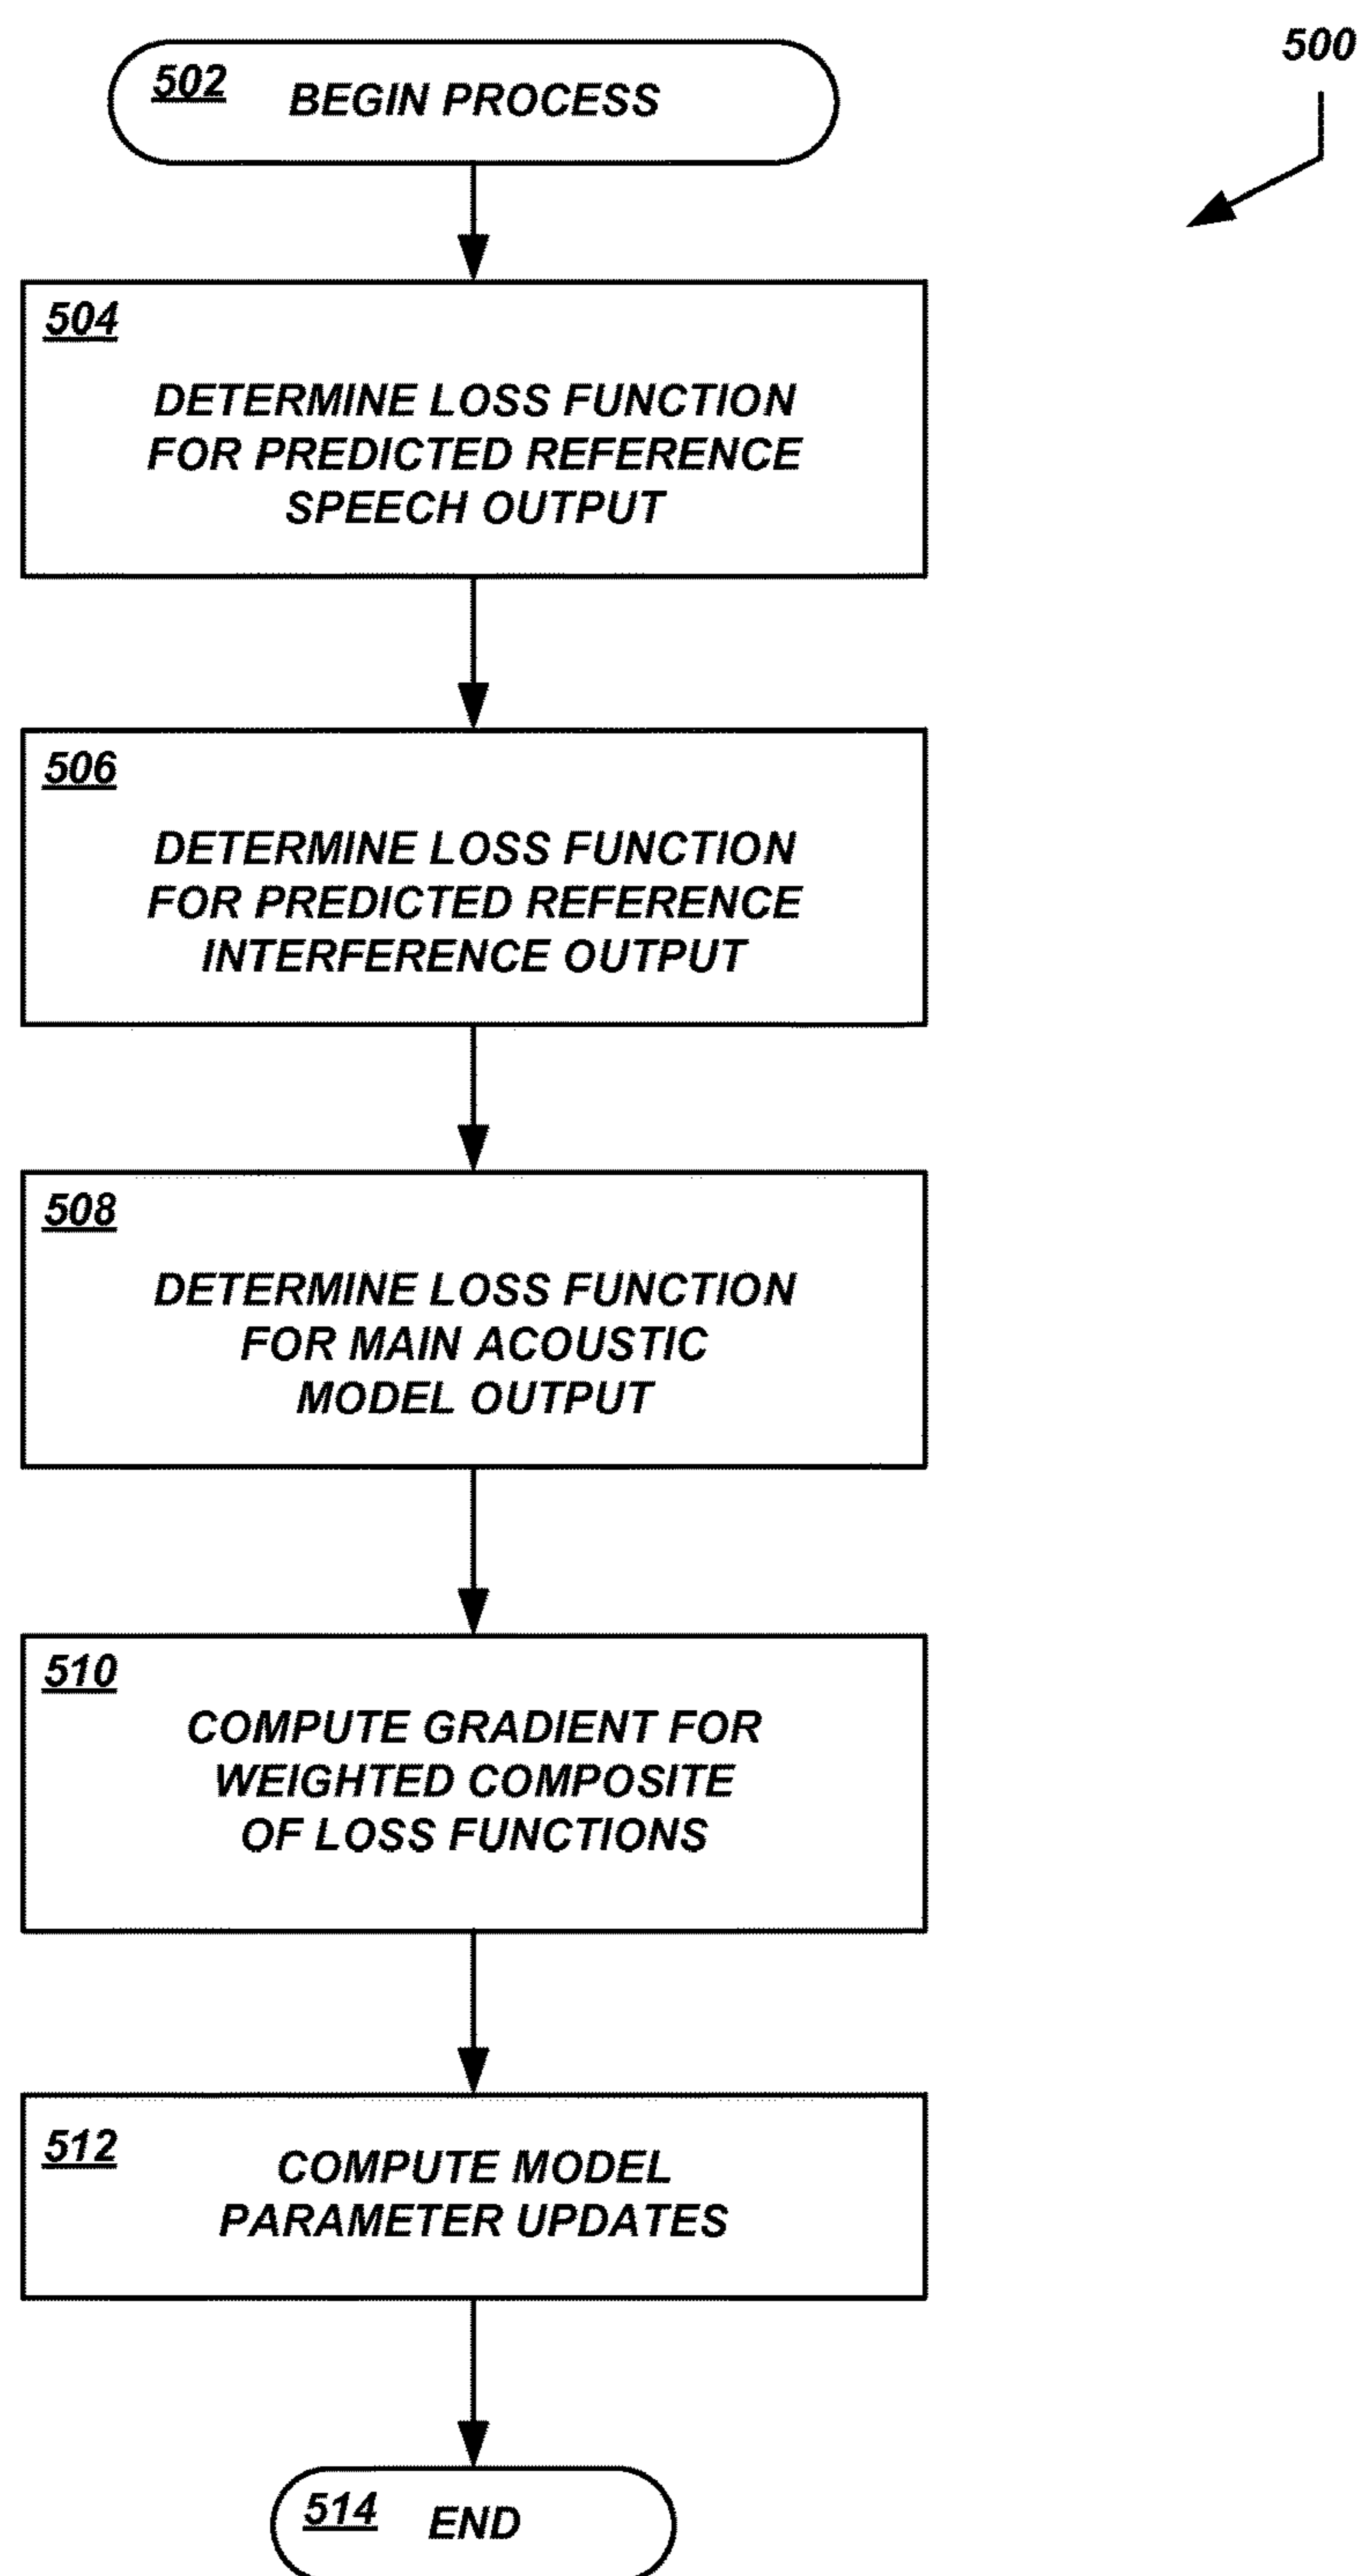 500
502 BEGIN PROCESS
504
DETERMINE LOSS FUNCTION
FOR PREDICTED REFERENCE
SPEECH OUTPUT
506
DETERMINE LOSS FUNCTION
FOR PREDICTED REFERENCE
INTERFERENCE OUTPUT
508
DETERMINE LOSS FUNCTION
FOR MAIN ACOUSTIC
MODEL OUTPUT
510
COMPUTE GRADIENT FOR
WEIGHTED COMPOSITE
OF LOSS FUNCTIONS
512
COMPUTE MODEL
PARAMETER UPDATES
514 END